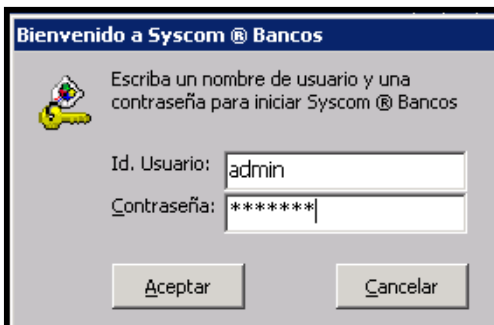 Bienvenido a Syscom ® Bancos
Escriba un nombre de usuario y una
contraseña para iniciar Syscom ® Bancos
Id. Usuario: admin
Contraseña: *******
Aceptar Cancelar